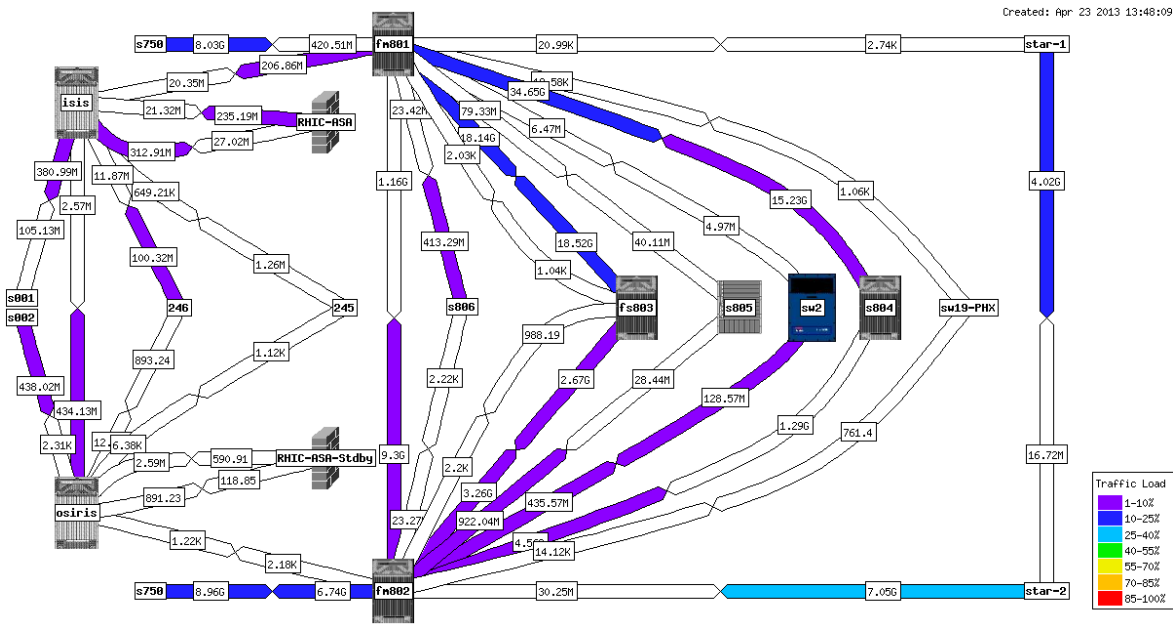 Created: Apr 23 2013 13:48:09
s750
8.03G
420.51M
fm801
20.99K
2.74K
star-1
206.86M
20.35M
34.65G
isis
21.32M
235.19M
23.42M
79.33M
RHIC-ASA
6.47M
18.14G
27.02M
312.91M
2.03K
380.99M
11.87M
1.16G
4.02G
649.21K
1.06K
2.57M
15.23G
4.97M
105.13M
40.11M
413.29M
18.52G
100.32M
1.26M
1.04K
s001
s002
246
245
s806
fs803
s805
sw2
s804
sw19-PHX
988.19
1.12K
893.24
2.22K
2.67G
28.44M
438.02M
128.57M
434.13M
1.29G
761.4
2.31K
6.38K
9.3G
16.72M
2.59M
590.91
RHIC-ASA-Stdby
2.2K
118.85
Traffic Load
3.26G
891.23
435.57M
1-10%
osiris
23.27
922.04M
10-25%
25-40%
1.22K
14.12K
40-55%
2.18K
55-70%
70-85%
s750
8.96G
6.74G
fm802
30.25M
7.05G
star-2
85-100%